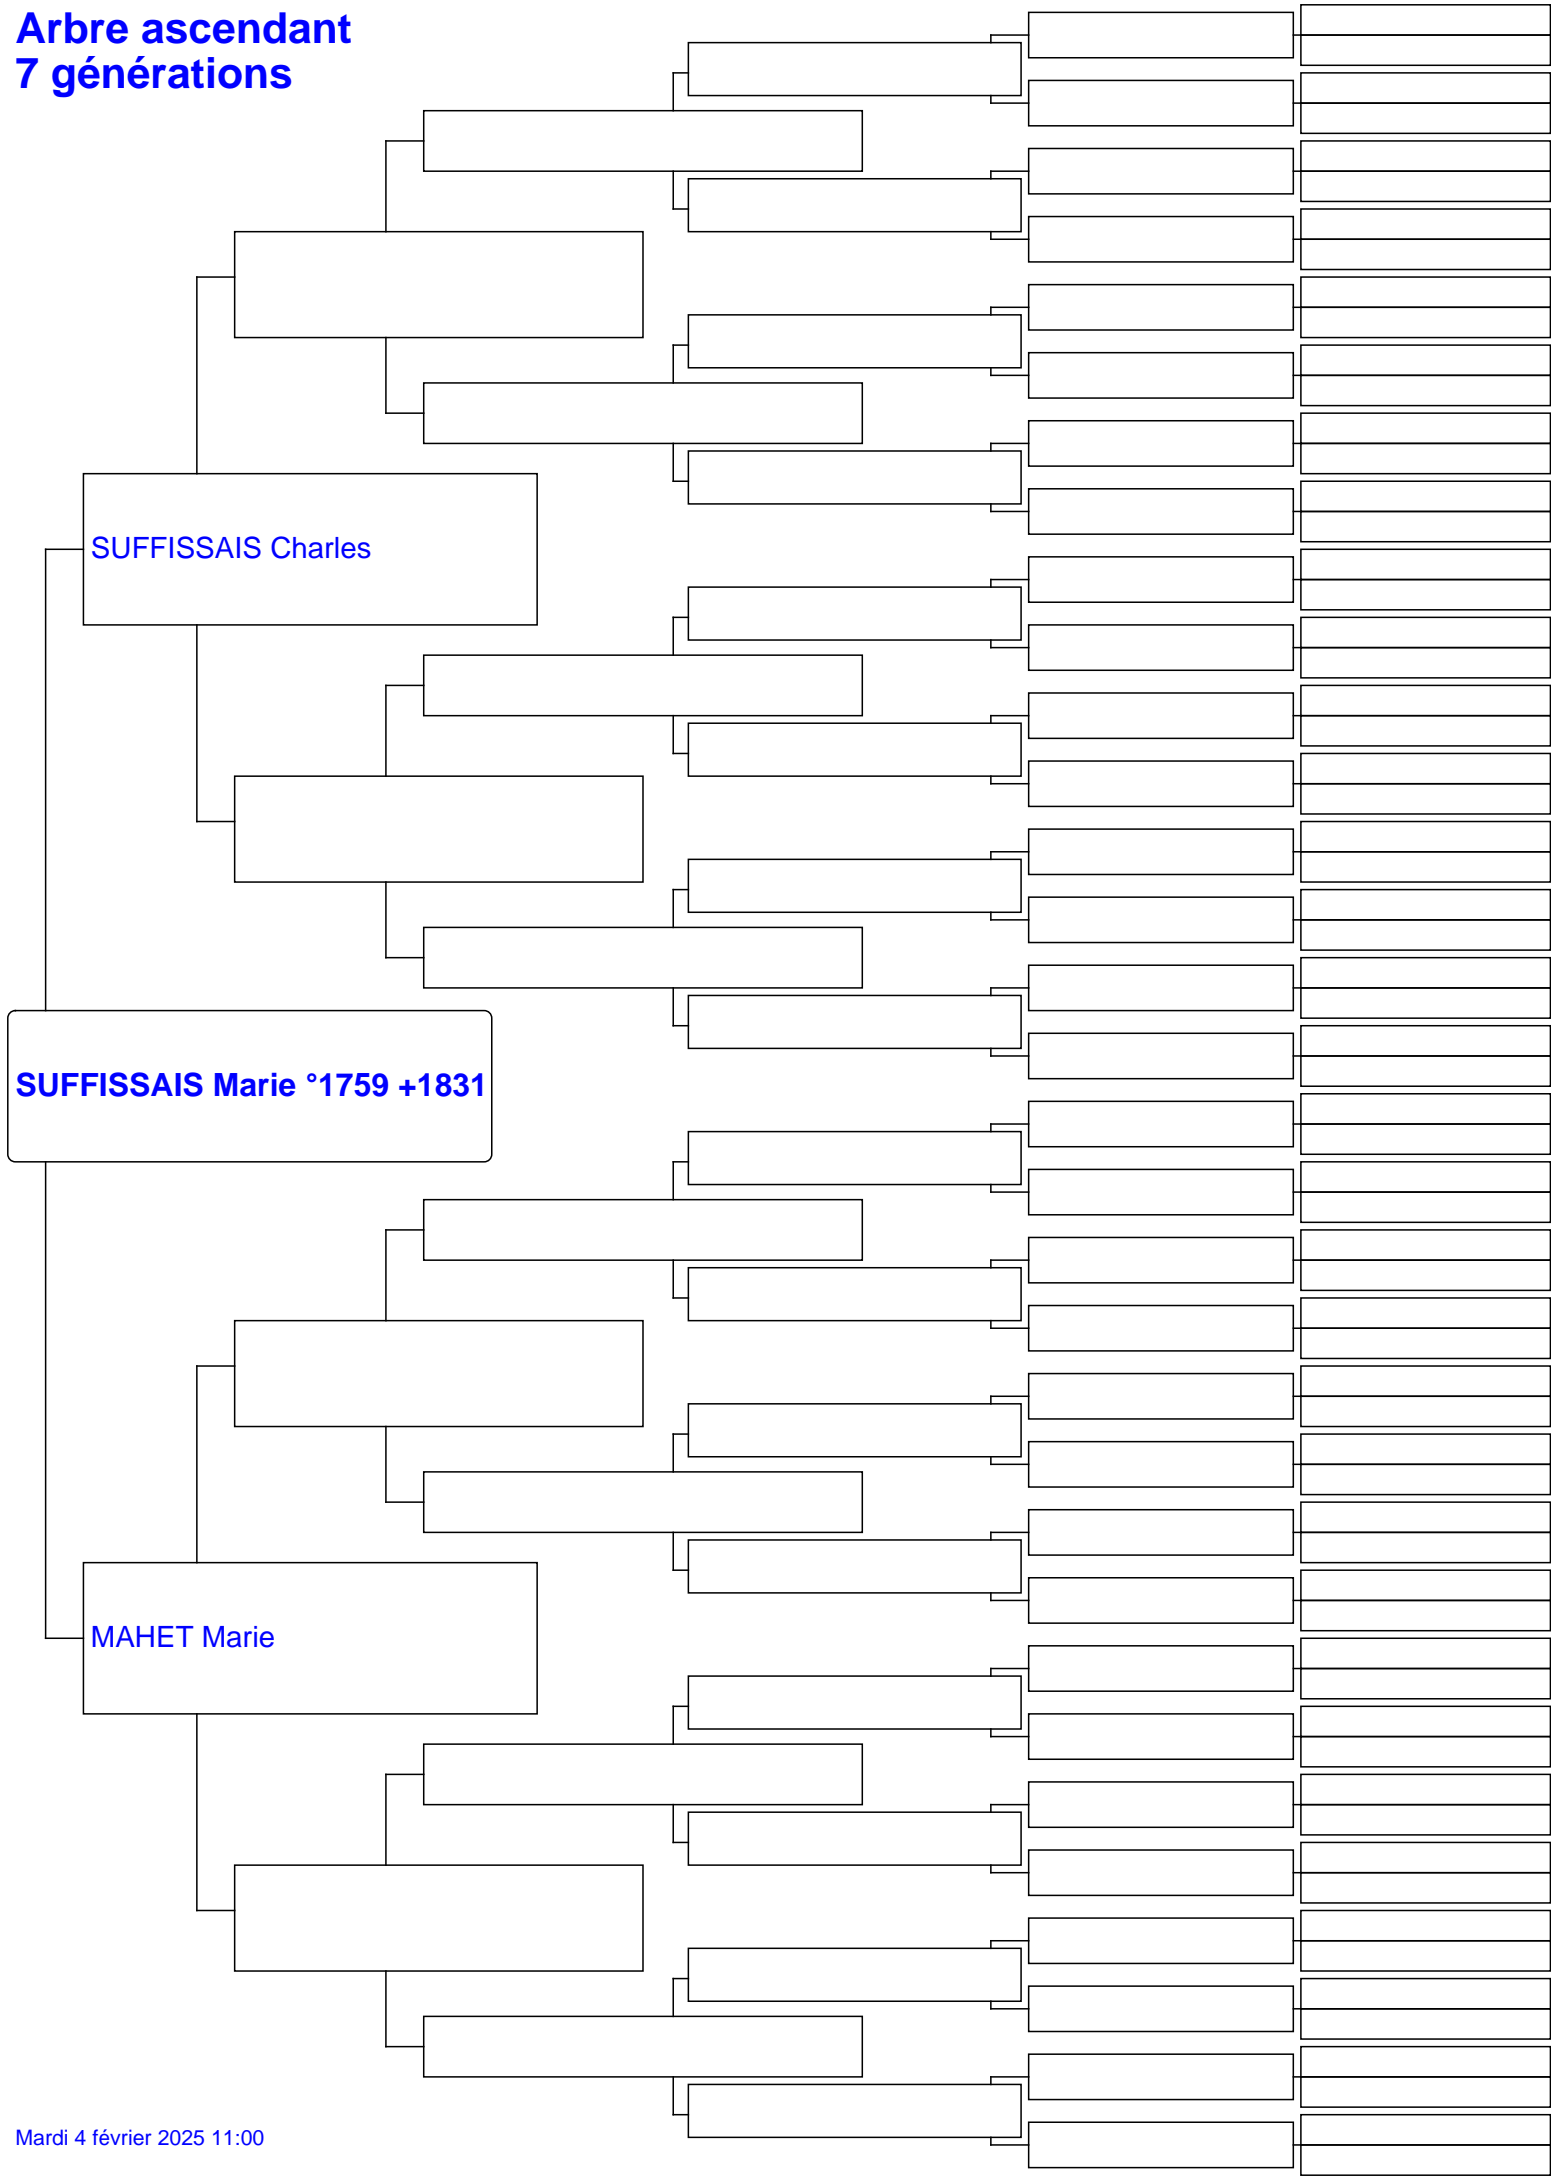 Arbre ascendant
7 générations
SUFFISSAIS Charles
SUFFISSAIS Marie °1759 +1831
MAHET Marie
Mardi 4 février 2025 11:00